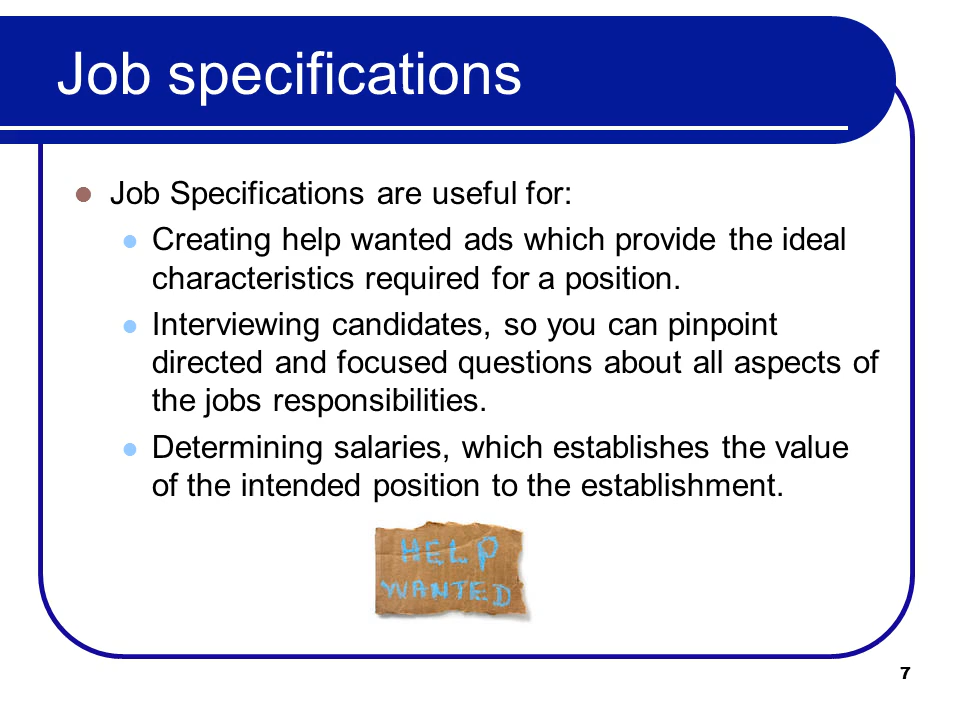 Job specifications
Job Specifications are useful for:
Creating help wanted ads which provide the ideal
characteristics required for a position.
Interviewing candidates, so you can pinpoint
directed and focused questions about all aspects of
the jobs responsibilities.
Determining salaries, which establishes the value
of the intended position to the establishment.
HELP
WANTED
7